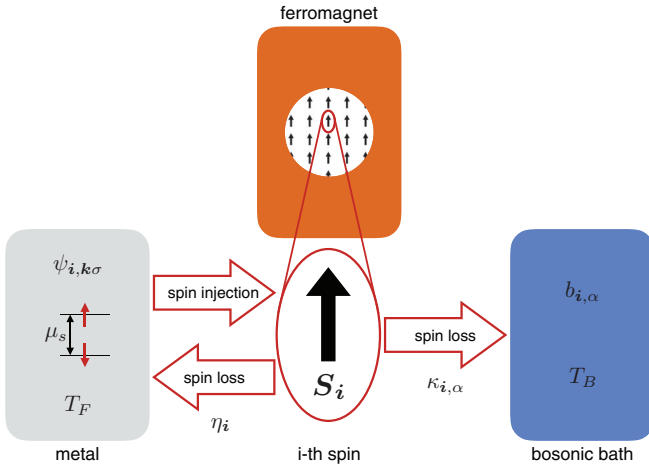 ferromagnet
ψ_{i,kσ}
μ_s
T_F
metal
spin injection
spin loss
η_i
S_i
i-th spin
spin loss
κ_{i,α}
b_{i,α}
T_B
bosonic bath